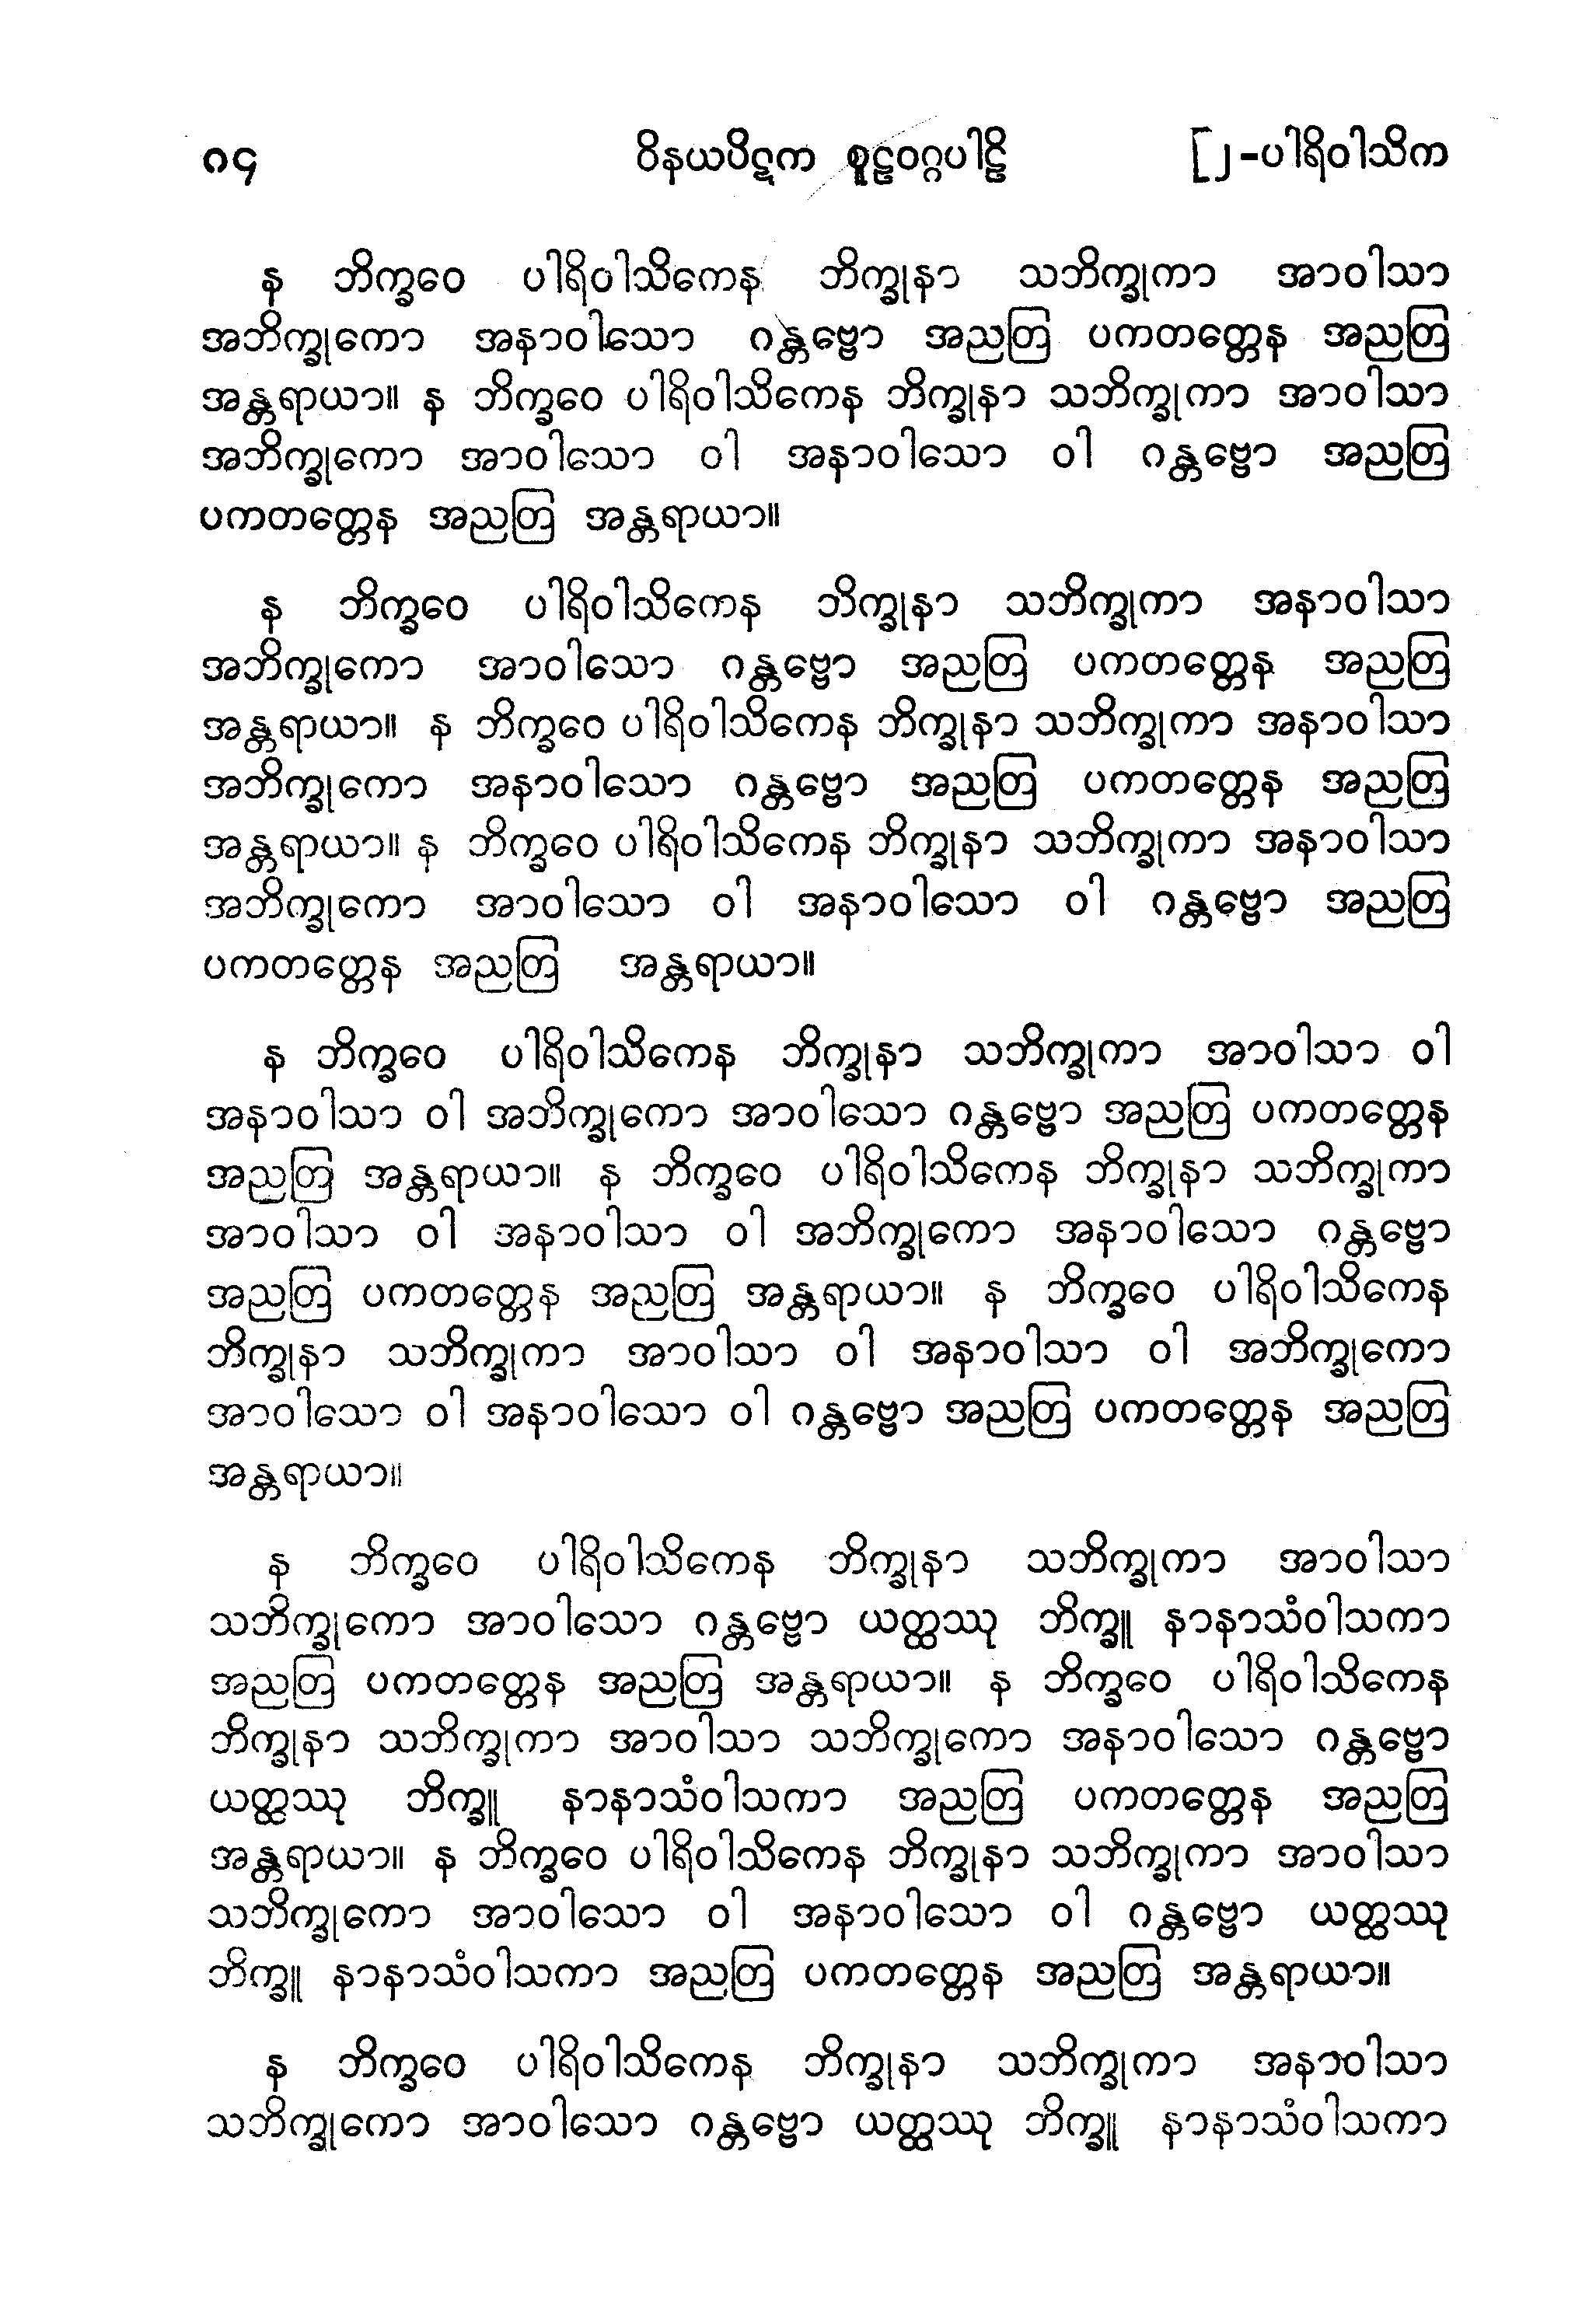 ၈၄ ဝိနယပိဋက စူဠဝဂ္ဂပါဠိ [၂-ပါရိဝါသိက
န ဘိက္ခဝေ ပါရိဝါသိကေန ဘိက္ခုနာ သဘိက္ခုကာ အာဝါသာ
အဘိက္ခုကော အနာဝါသော ဂန္တဗ္ဗော အညတြ ပကတတ္တေန အညတြ
အန္တရာယာ။ န ဘိက္ခဝေ ပါရိဝါသိကေန ဘိက္ခုနာ သဘိက္ခုကာ အာဝါသာ
အဘိက္ခုကော အာဝါသော ဝါ အနာဝါသော ဝါ ဂန္တဗ္ဗော အညတြ
ပကတတ္တေန အညတြ အန္တရာယာ။
န ဘိက္ခဝေ ပါရိဝါသိကေန ဘိက္ခုနာ သဘိက္ခုကာ အနာဝါသာ
အဘိက္ခုကော အာဝါသော ဂန္တဗ္ဗော အညတြ ပကတတ္တေန အညတြ
အန္တရာယာ။ န ဘိက္ခဝေ ပါရိဝါသိကေန ဘိက္ခုနာ သဘိက္ခုကာ အနာဝါသာ
အဘိက္ခုကော အနာဝါသော ဂန္တဗ္ဗော အညတြ ပကတတ္တေန အညတြ
အန္တရာယာ။ န ဘိက္ခဝေ ပါရိဝါသိကေန ဘိက္ခုနာ သဘိက္ခုကာ အနာဝါသာ
အဘိက္ခုကော အာဝါသော ဝါ အနာဝါသော ဝါ ဂန္တဗ္ဗော အညတြ
ပကတတ္တေန အညတြ အန္တရာယာ။
န ဘိက္ခဝေ ပါရိဝါသိကေန ဘိက္ခုနာ သဘိက္ခုကာ အာဝါသာ ဝါ
အနာဝါသာ ဝါ အဘိက္ခုကော အာဝါသော ဂန္တဗ္ဗော အညတြ ပကတတ္တေန
အညတြ အန္တရာယာ။ န ဘိက္ခဝေ ပါရိဝါသိကေန ဘိက္ခုနာ သဘိက္ခုကာ
အာဝါသာ ဝါ အနာဝါသာ ဝါ အဘိက္ခုကော အနာဝါသော ဂန္တဗ္ဗော
အညတြ ပကတတ္တေန အညတြ အန္တရာယာ။ န ဘိက္ခဝေ ပါရိဝါသိကေန
ဘိက္ခုနာ သဘိက္ခုကာ အာဝါသာ ဝါ အနာဝါသာ ဝါ အဘိက္ခုကော
အာဝါသော ဝါ အနာဝါသော ဝါ ဂန္တဗ္ဗော အညတြ ပကတတ္တေန အညတြ
အန္တရာယာ။
န ဘိက္ခဝေ ပါရိဝါသိကေန ဘိက္ခုနာ သဘိက္ခုကာ အာဝါသာ
သဘိက္ခုကော အာဝါသော ဂန္တဗ္ဗော ယတ္ထဿု ဘိက္ခူ နာနာသံဝါသကာ
အညတြ ပကတတ္တေန အညတြ အန္တရာယာ။ န ဘိက္ခဝေ ပါရိဝါသိကေန
ဘိက္ခုနာ သဘိက္ခုကာ အာဝါသာ သဘိက္ခုကော အနာဝါသော ဂန္တဗ္ဗော
ယတ္ထဿု ဘိက္ခူ နာနာသံဝါသကာ အညတြ ပကတတ္တေန အညတြ
အန္တရာယာ။ န ဘိက္ခဝေ ပါရိဝါသိကေန ဘိက္ခုနာ သဘိက္ခုကာ အာဝါသာ
သဘိက္ခုကော အာဝါသော ဝါ အနာဝါသော ဝါ ဂန္တဗ္ဗော ယတ္ထဿု
ဘိက္ခူ နာနာသံဝါသကာ အညတြ ပကတတ္တေန အညတြ အန္တရာယာ။
န ဘိက္ခဝေ ပါရိဝါသိကေန ဘိက္ခုနာ သဘိက္ခုကာ အနာဝါသာ
သဘိက္ခုကော အာဝါသော ဂန္တဗ္ဗော ယတ္ထဿု ဘိက္ခူ နာနာသံဝါသကာ